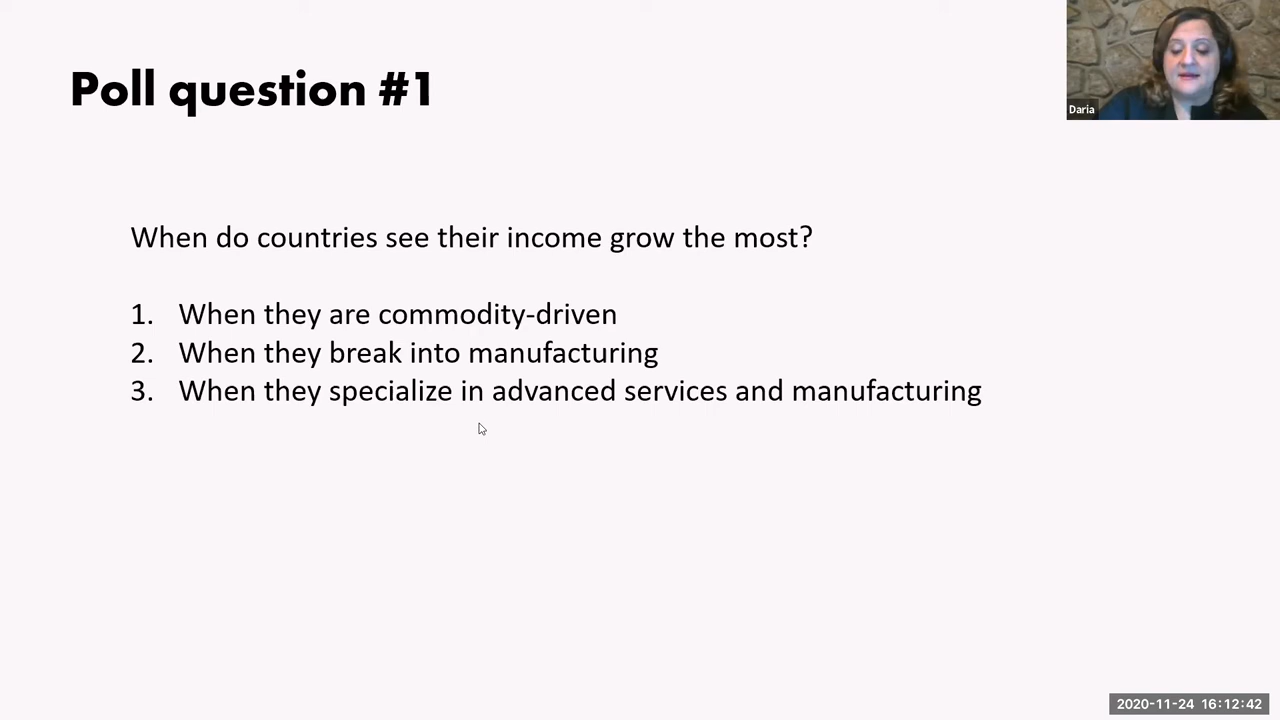 Poll question #1
Daria
When do countries see their income grow the most?
1. When they are commodity-driven
2. When they break into manufacturing
3. When they specialize in advanced services and manufacturing
2020-11-24 16:12:42